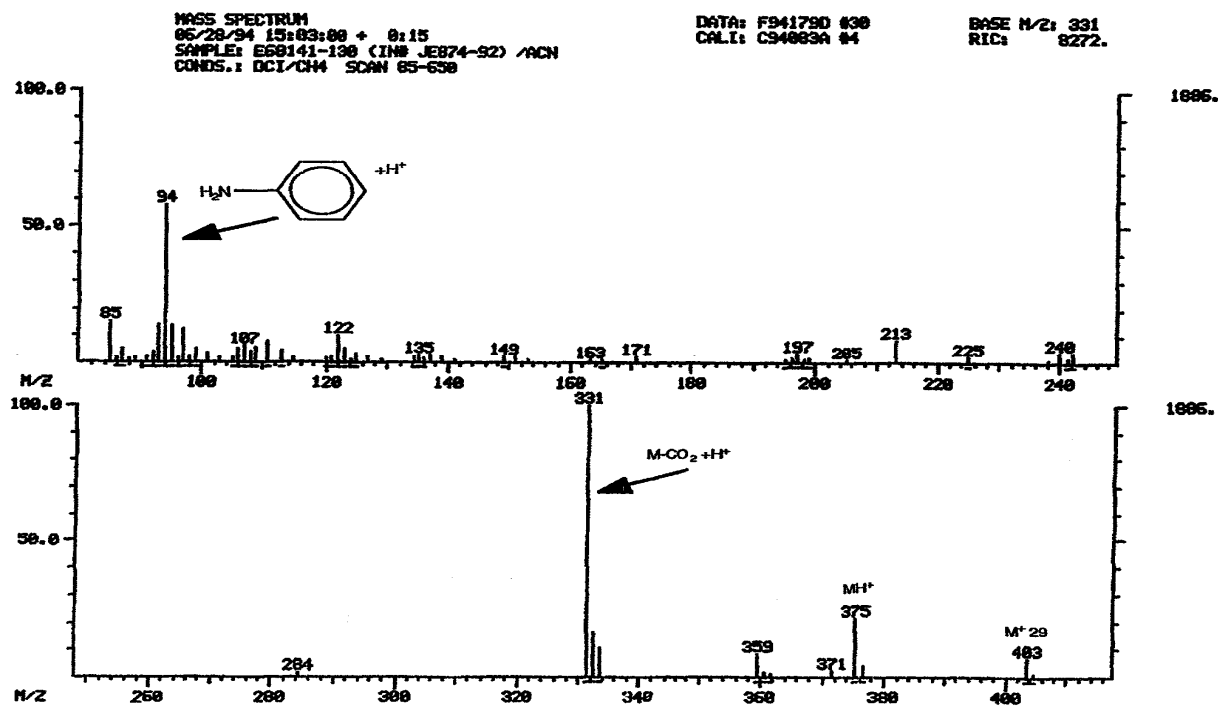 MASS SPECTRUM
06/28/94 15:03:00 + 0:15
SAMPLE: E68141-130 (IN# JE874-92) /ACN
CONDS.: DCI/CH4 SCAN 85-650
DATA: F94179D #30
CALI: C94083A #4
BASE M/Z: 331
RIC: 8272.
100.0
1886.
+H⁺
H₂N
94
50.0
85
107
122
135
149
163
171
197
205
213
225
240
M/Z
100
120
140
160
180
200
220
240
100.0
331
1886.
M-CO₂ +H⁺
50.0
MH⁺
375
M⁺ 29
403
359
371
284
M/Z
260
280
300
320
340
360
380
400